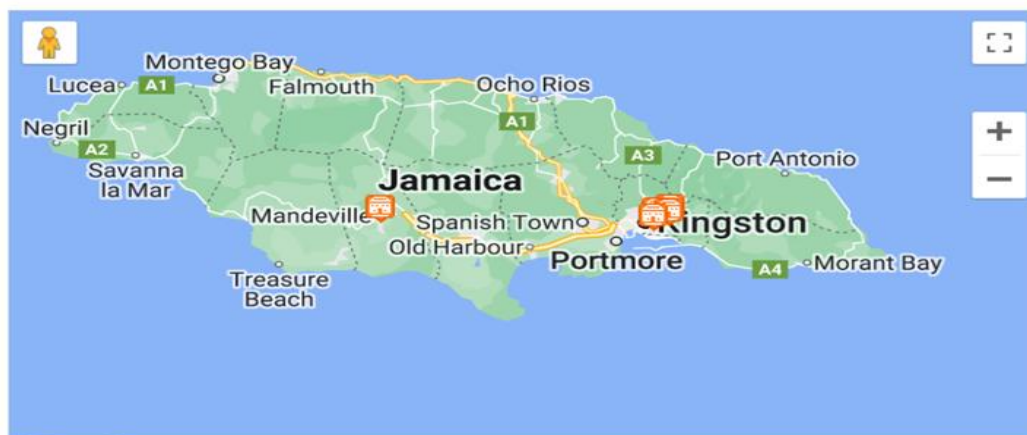 Montego Bay
Lucea
A1
Falmouth
Ocho Rios
Negril
A2
A1
Savanna
la Mar
A3
Port Antonio
Jamaica
Mandeville
Spanish Town
Kingston
Old Harbour
Portmore
Treasure
Beach
A4
Morant Bay